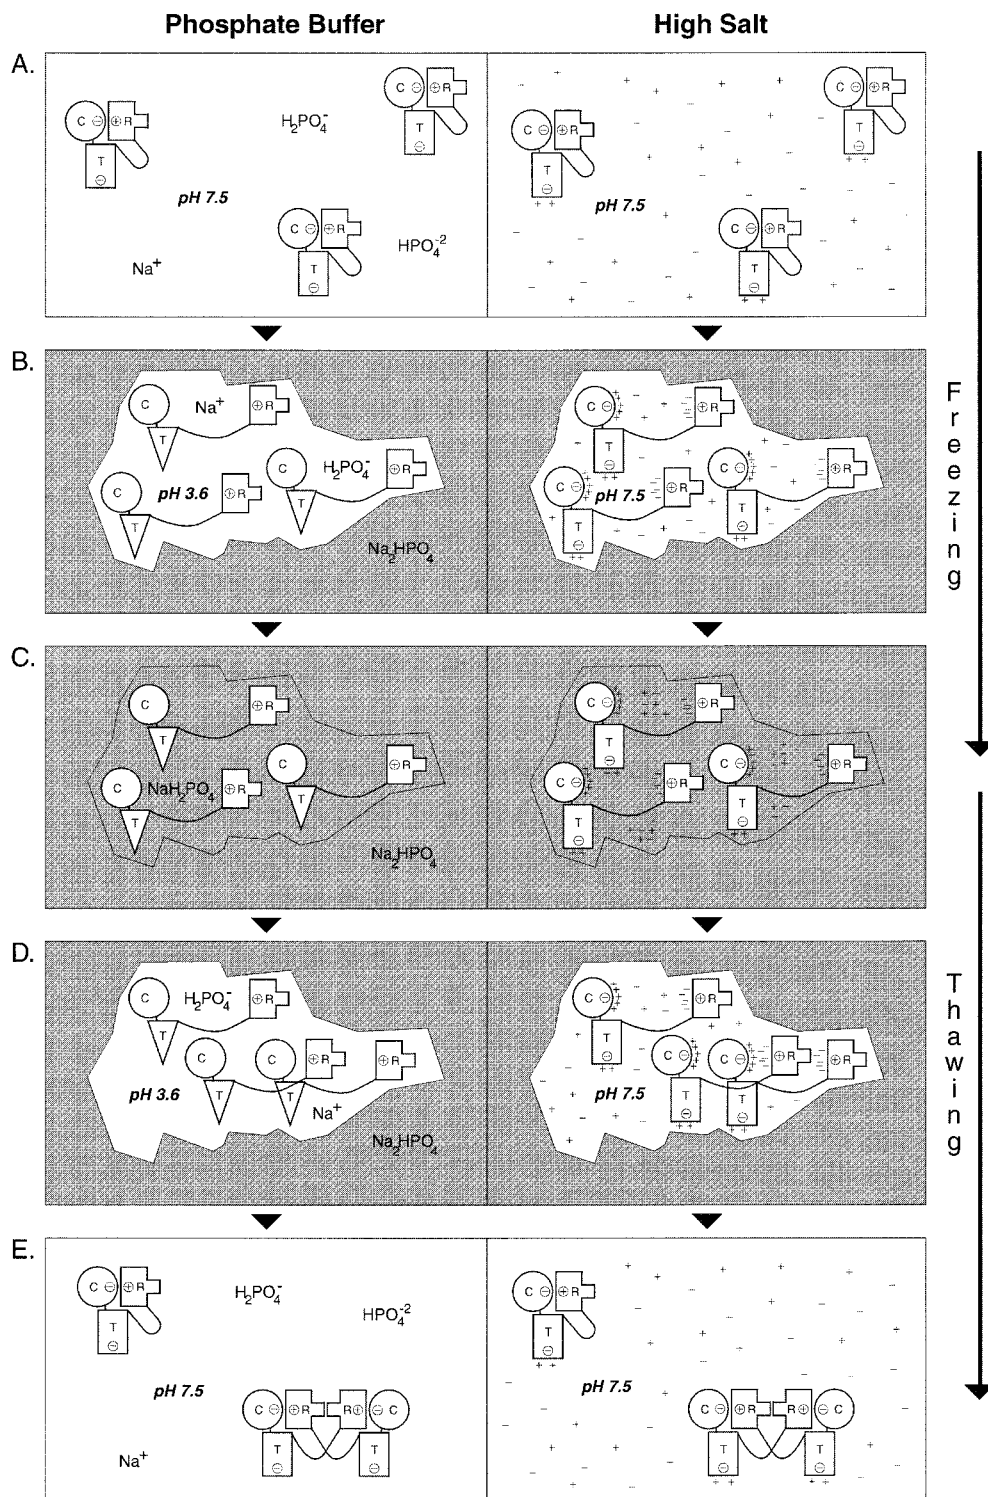 Phosphate Buffer
High Salt
A.
C ⊖ ⊕ R
T
⊖
C ⊖ ⊕ R
T
⊖
H₂PO₄⁻
pH 7.5
C ⊖ ⊕ R
T
⊖
HPO₄⁻²
Na⁺
C ⊖ ⊕ R
T
⊖
+ +
C ⊖ ⊕ R
T
⊖
+ +
pH 7.5
C ⊖ ⊕ R
T
⊖
+ +
B.
C
T
Na⁺
⊕ R
C
T
pH 3.6
⊕ R
C
T
H₂PO₄⁻
⊕ R
Na₂HPO₄
C ⊖
T
⊖
⊕ R
C ⊖
T
⊖
pH 7.5
⊕ R
C ⊖
T
⊖
⊕ R
Freezing
C.
C
T
⊕ R
C
T
NaH₂PO₄
⊕ R
C
T
⊕ R
Na₂HPO₄
C ⊖
T
⊖
⊕ R
C ⊖
T
⊖
⊕ R
C ⊖
T
⊖
⊕ R
D.
C
T
H₂PO₄⁻
⊕ R
C
T
⊕ R
C
T
⊕ R
pH 3.6
Na⁺
Na₂HPO₄
C ⊖
T
⊖
⊕ R
C ⊖
T
⊖
⊕ R
C ⊖
T
⊖
⊕ R
pH 7.5
Thawing
E.
C ⊖ ⊕ R
T
⊖
H₂PO₄⁻
HPO₄⁻²
pH 7.5
C ⊖ ⊕ R R ⊕ ⊖ C
T T
⊖ ⊖
Na⁺
C ⊖ ⊕ R
T
⊖
+ +
pH 7.5
C ⊖ ⊕ R R ⊕ ⊖ C
T T
⊖ ⊖
+ + + +